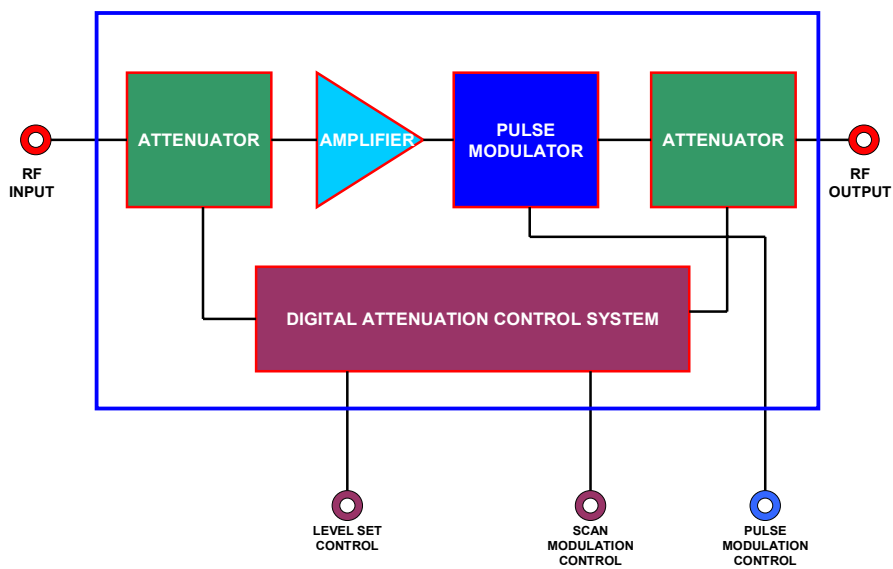 ATTENUATOR
AMPLIFIER
PULSE
MODULATOR
ATTENUATOR
RF
INPUT
RF
OUTPUT
DIGITAL ATTENUATION CONTROL SYSTEM
LEVEL SET
CONTROL
SCAN
MODULATION
CONTROL
PULSE
MODULATION
CONTROL